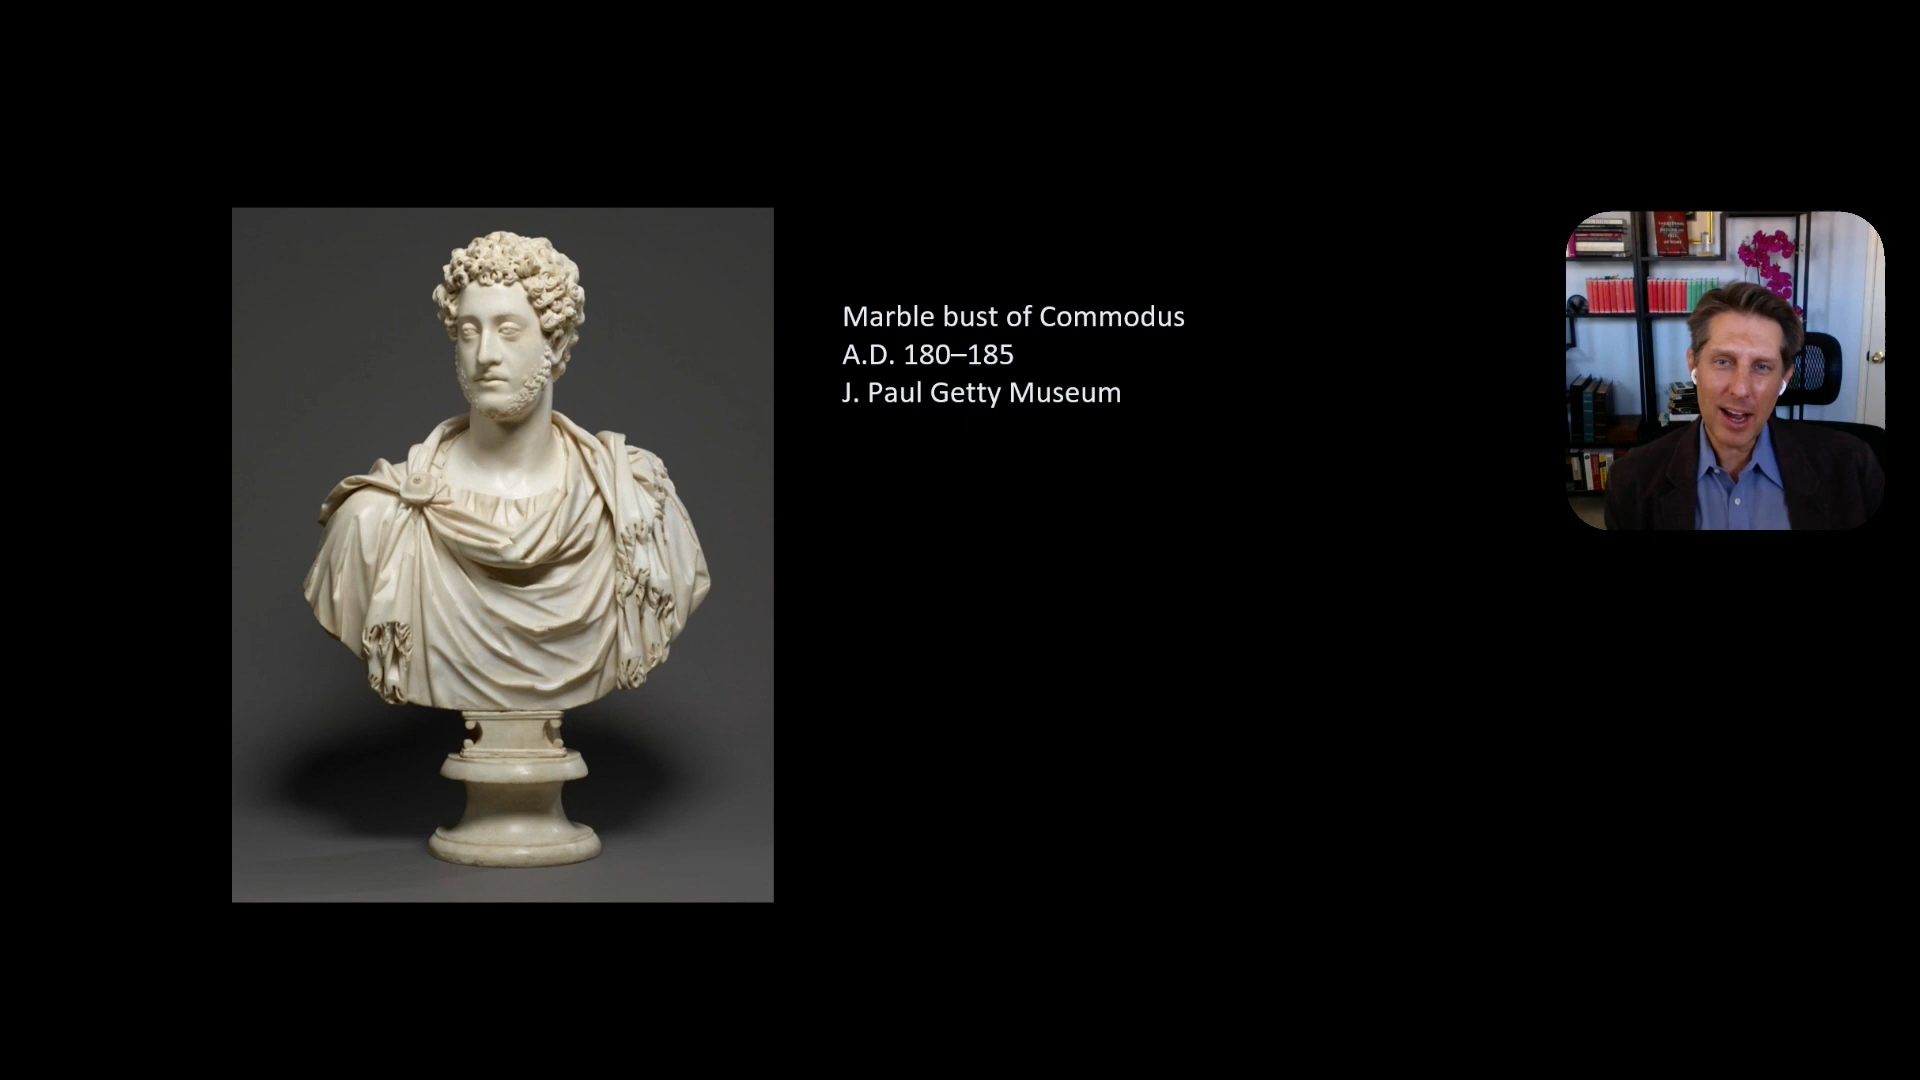 Marble bust of Commodus
A.D. 180–185
J. Paul Getty Museum